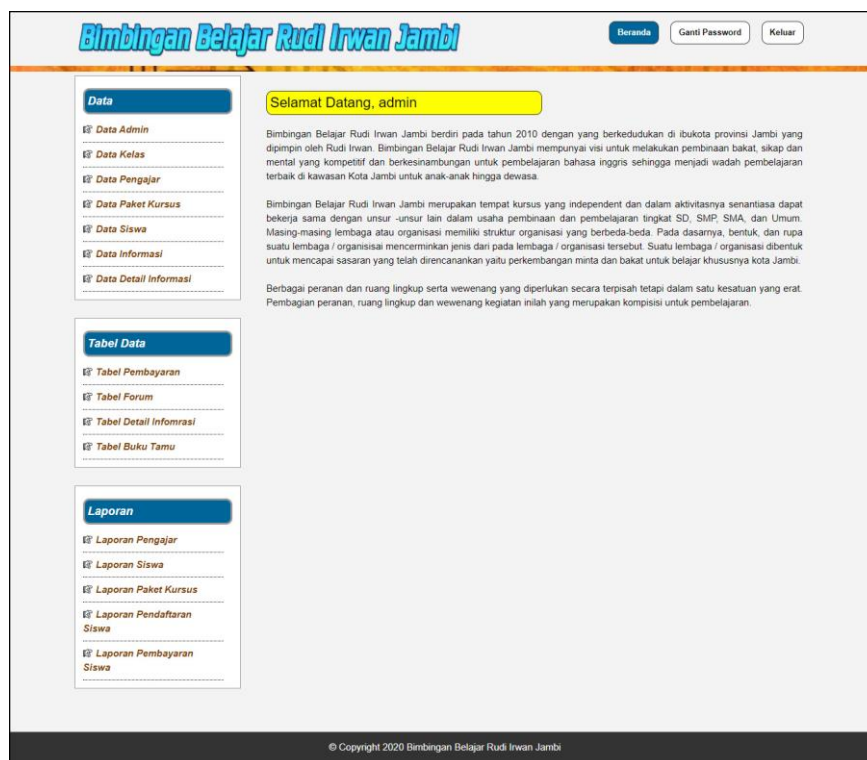 Bimbingan Belajar Rudi Irwan Jambi
Beranda
Ganti Password
Keluar
Data
Data Admin
Data Kelas
Data Pengajar
Data Paket Kursus
Data Siswa
Data Informasi
Data Detail Informasi
Tabel Data
Tabel Pembayaran
Tabel Forum
Tabel Detail Infomrasi
Tabel Buku Tamu
Laporan
Laporan Pengajar
Laporan Siswa
Laporan Paket Kursus
Laporan Pendaftaran
Siswa
Laporan Pembayaran
Siswa
Selamat Datang, admin
Bimbingan Belajar Rudi Irwan Jambi berdiri pada tahun 2010 dengan yang berkedudukan di ibukota provinsi Jambi yang
dipimpin oleh Rudi Irwan. Bimbingan Belajar Rudi Irwan Jambi mempunyai visi untuk melakukan pembinaan bakat, sikap dan
mental yang kompetitif dan berkesinambungan untuk pembelajaran bahasa inggris sehingga menjadi wadah pembelajaran
terbaik di kawasan Kota Jambi untuk anak-anak hingga dewasa.
Bimbingan Belajar Rudi Irwan Jambi merupakan tempat kursus yang independent dan dalam aktivitasnya senantiasa dapat
bekerja sama dengan unsur -unsur lain dalam usaha pembinaan dan pembelajaran tingkat SD, SMP, SMA, dan Umum.
Masing-masing lembaga atau organisasi memiliki struktur organisasi yang berbeda-beda. Pada dasarnya, bentuk, dan rupa
suatu lembaga / organisisai mencerminkan jenis dari pada lembaga / organisasi tersebut. Suatu lembaga / organisasi dibentuk
untuk mencapai sasaran yang telah direncanankan yaitu perkembangan minta dan bakat untuk belajar khususnya kota Jambi.
Berbagai peranan dan ruang lingkup serta wewenang yang diperlukan secara terpisah tetapi dalam satu kesatuan yang erat.
Pembagian peranan, ruang lingkup dan wewenang kegiatan inilah yang merupakan kompisisi untuk pembelajaran.
© Copyright 2020 Bimbingan Belajar Rudi Irwan Jambi